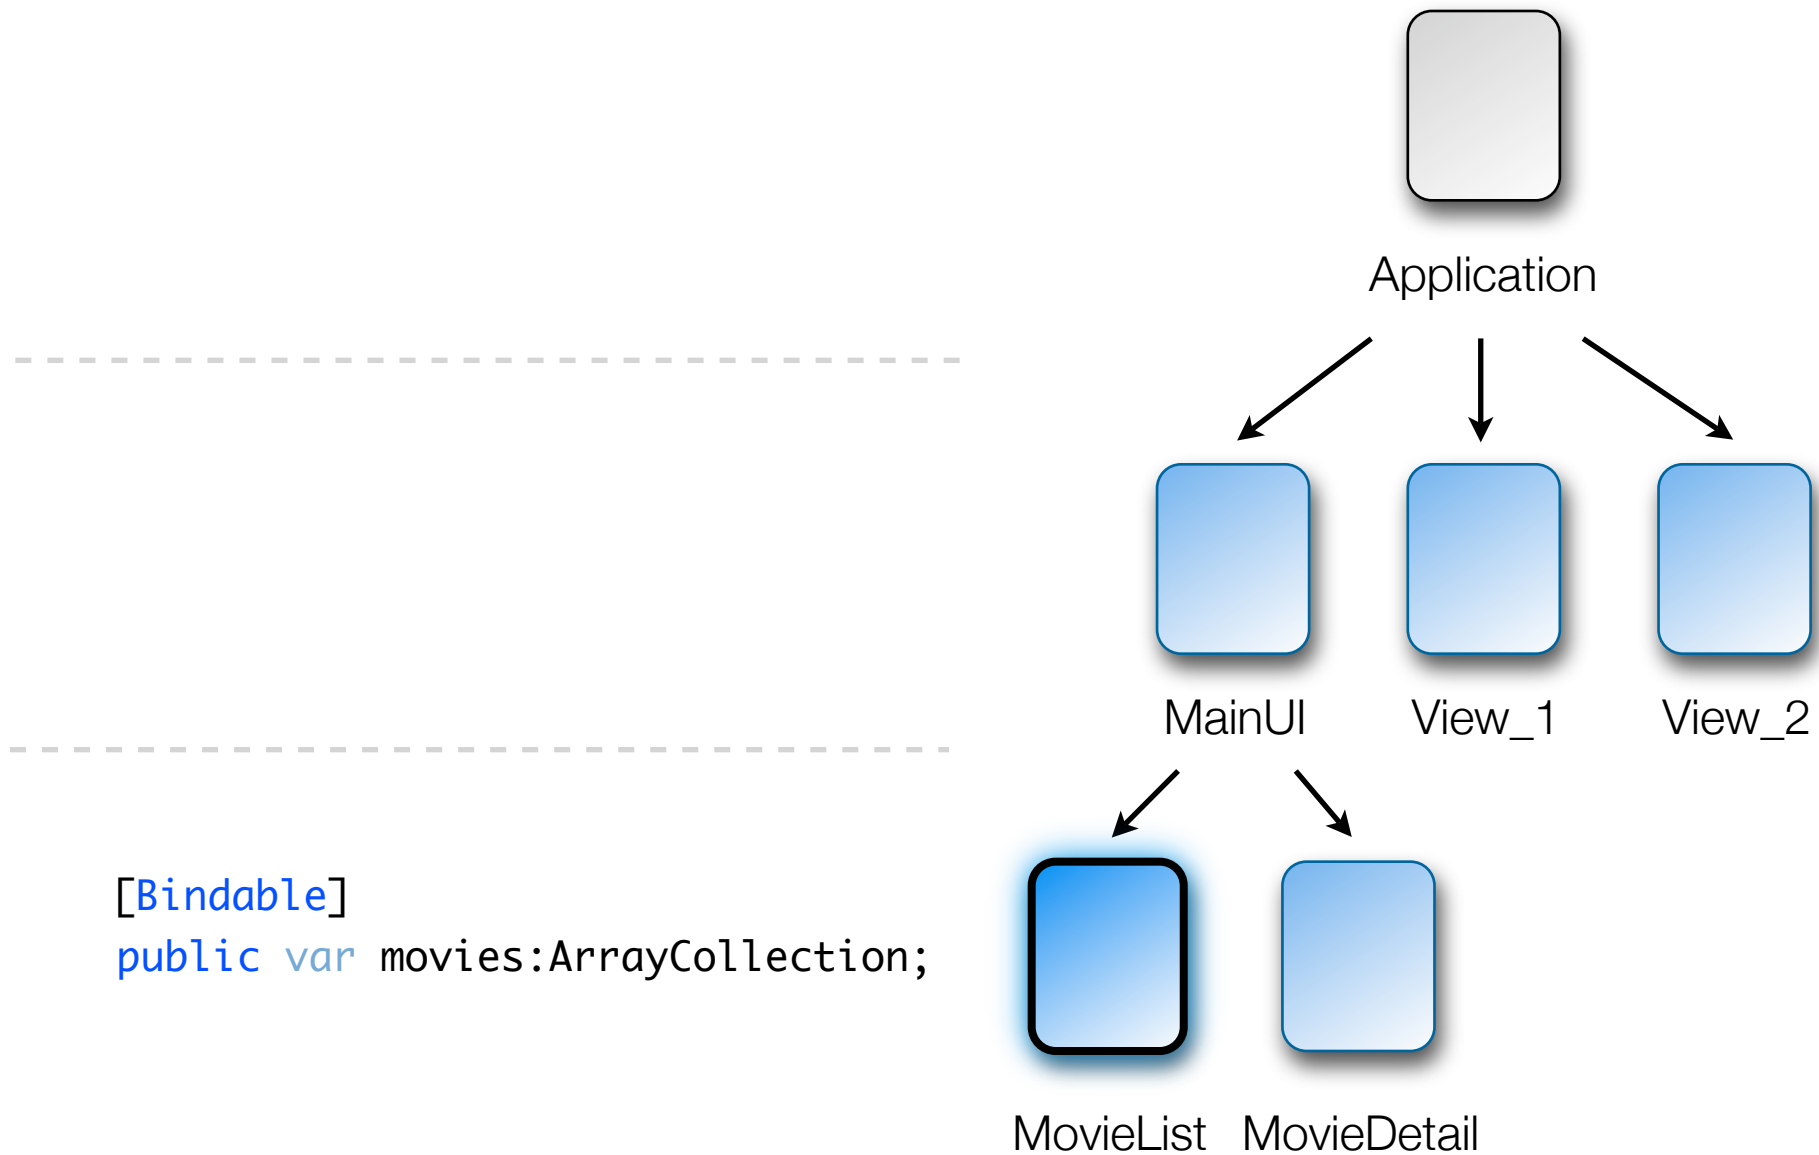 Application
MainUI View_1 View_2
[Bindable]
public var movies:ArrayCollection;
MovieList MovieDetail